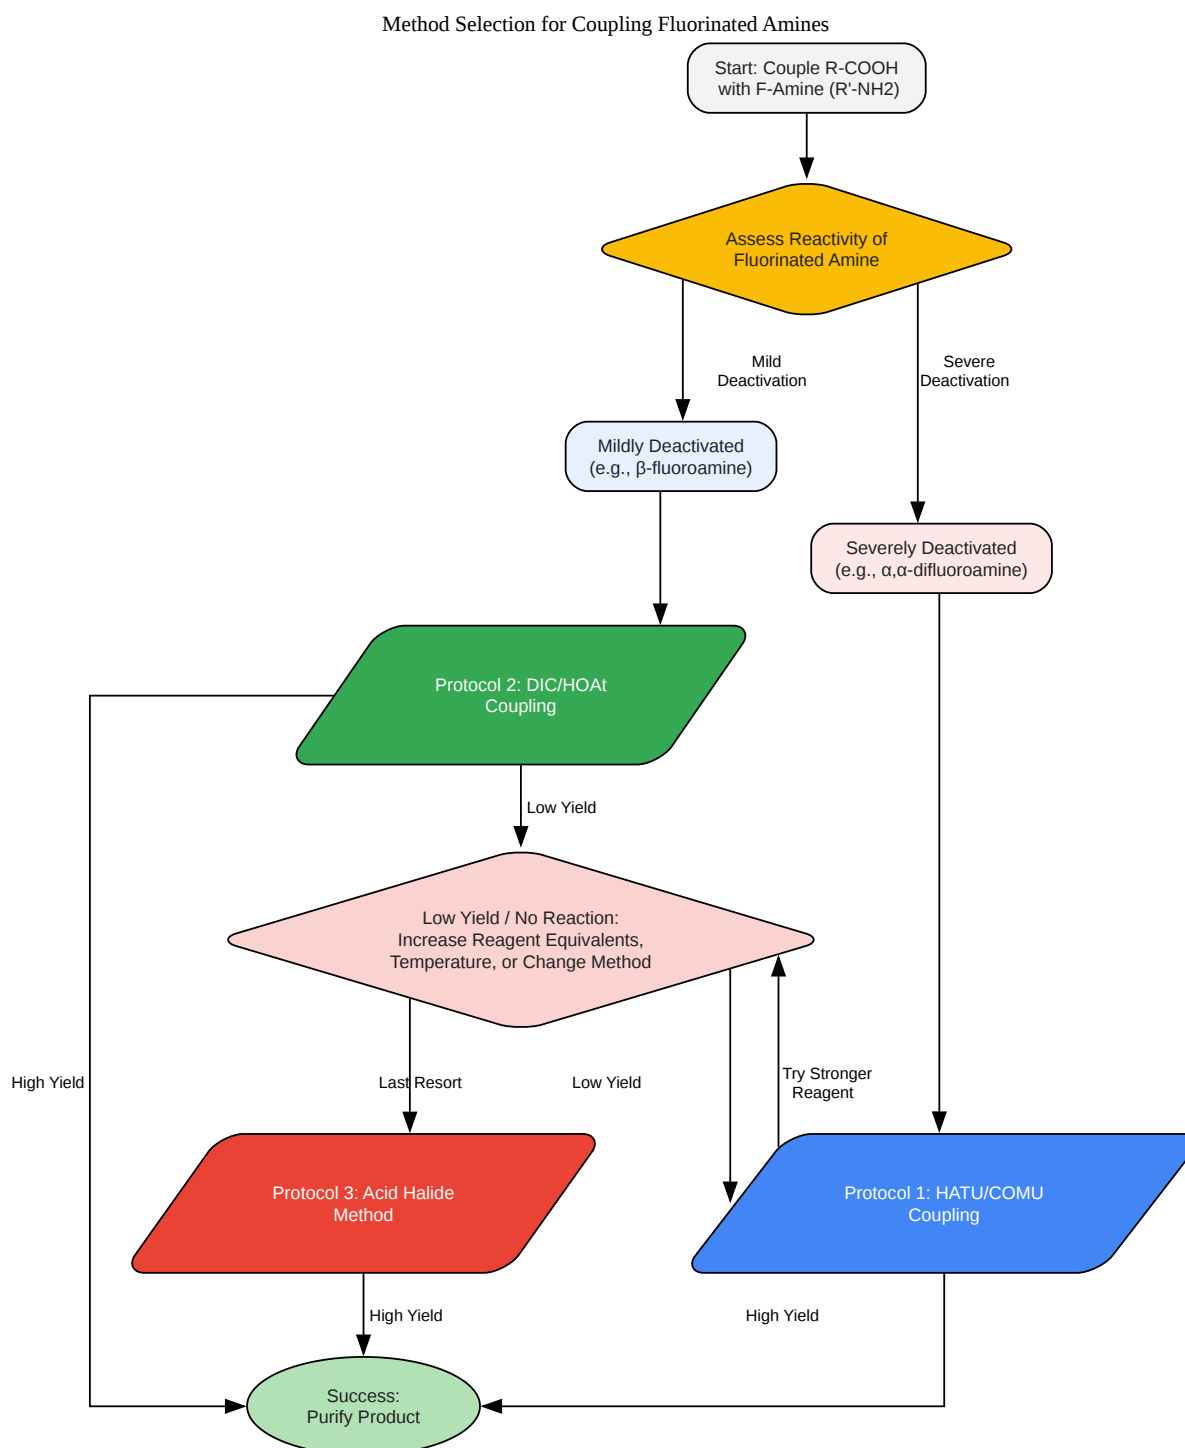 Method Selection for Coupling Fluorinated Amines
Start: Couple R-COOH
with F-Amine (R'-NH2)
Assess Reactivity of
Fluorinated Amine
Mild
Deactivation
Severe
Deactivation
Mildly Deactivated
(e.g., β-fluoroamine)
Severely Deactivated
(e.g., α,α-difluoroamine)
Protocol 2: DIC/HOAt
Coupling
Low Yield
Low Yield / No Reaction:
Increase Reagent Equivalents,
Temperature, or Change Method
High Yield
Last Resort
Low Yield
Try Stronger
Reagent
Protocol 3: Acid Halide
Method
Protocol 1: HATU/COMU
Coupling
High Yield
High Yield
Success:
Purify Product